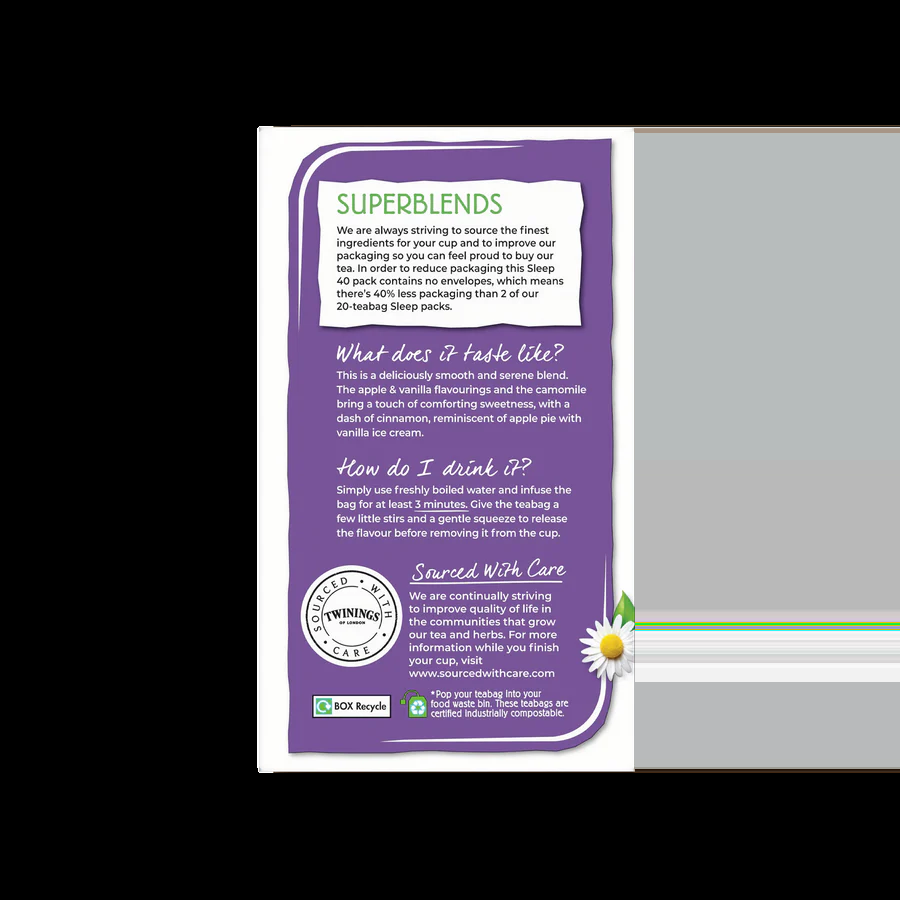 SUPERBLENDS
We are always striving to source the finest
ingredients for your cup and to improve our
packaging so you can feel proud to buy our
tea. In order to reduce packaging this Sleep
40 pack contains no envelopes, which means
there's 40% less packaging than 2 of our
20-teabag Sleep packs.
What does it taste like?
This is a deliciously smooth and serene blend.
The apple & vanilla flavourings and the camomile
bring a touch of comforting sweetness, with a
dash of cinnamon, reminiscent of apple pie with
vanilla ice cream.
How do I drink it?
Simply use freshly boiled water and infuse the
bag for at least 3 minutes. Give the teabag a
few little stirs and a gentle squeeze to release
the flavour before removing it from the cup.
SOURCED • WITH • CARE •
TWININGS
OF LONDON
Sourced With Care
We are continually striving
to improve quality of life in
the communities that grow
our tea and herbs. For more
information while you finish
your cup, visit
www.sourcedwithcare.com
BOX Recycle
*Pop your teabag into your
food waste bin. These teabags are
certified industrially compostable.